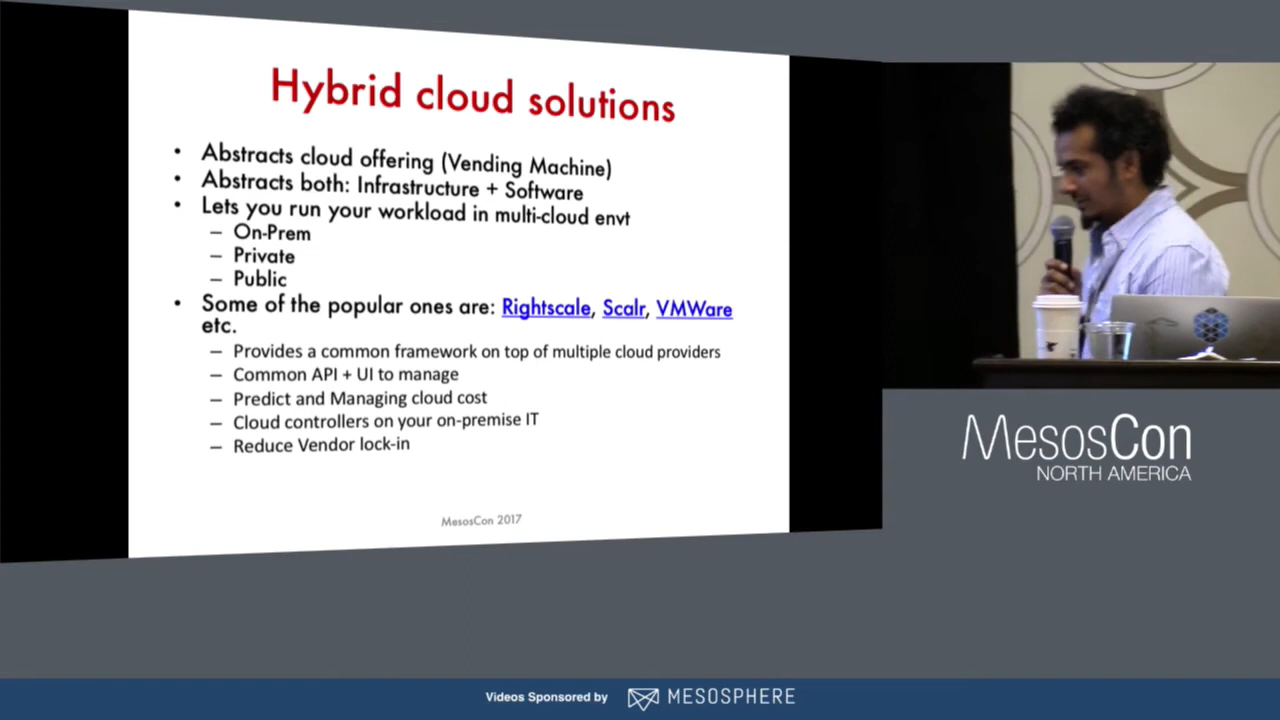 Hybrid cloud solutions
• Abstracts cloud offering (Vending Machine)
• Abstracts both: Infrastructure + Software
• Lets you run your workload in multi-cloud envt
– On-Prem
– Private
– Public
• Some of the popular ones are: Rightscale, Scalr, VMWare
etc.
– Provides a common framework on top of multiple cloud providers
– Common API + UI to manage
– Predict and Managing cloud cost
– Cloud controllers on your on-premise IT
– Reduce Vendor lock-in
MesosCon 2017
MesosCon
NORTH AMERICA
Videos Sponsored by MESOSPHERE